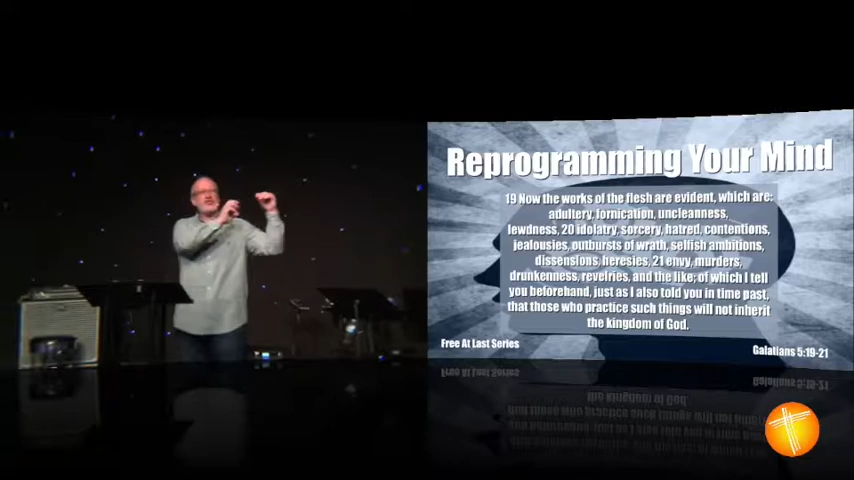 Reprogramming Your Mind
19 Now the works of the flesh are evident, which are:
adultery, fornication, uncleanness,
lewdness, 20 idolatry, sorcery, hatred, contentions,
jealousies, outbursts of wrath, selfish ambitions,
dissensions, heresies, 21 envy, murders,
drunkenness, revelries, and the like; of which I tell
you beforehand, just as I also told you in time past,
that those who practice such things will not inherit
the kingdom of God.
Free At Last Series
Galatians 5:19-21